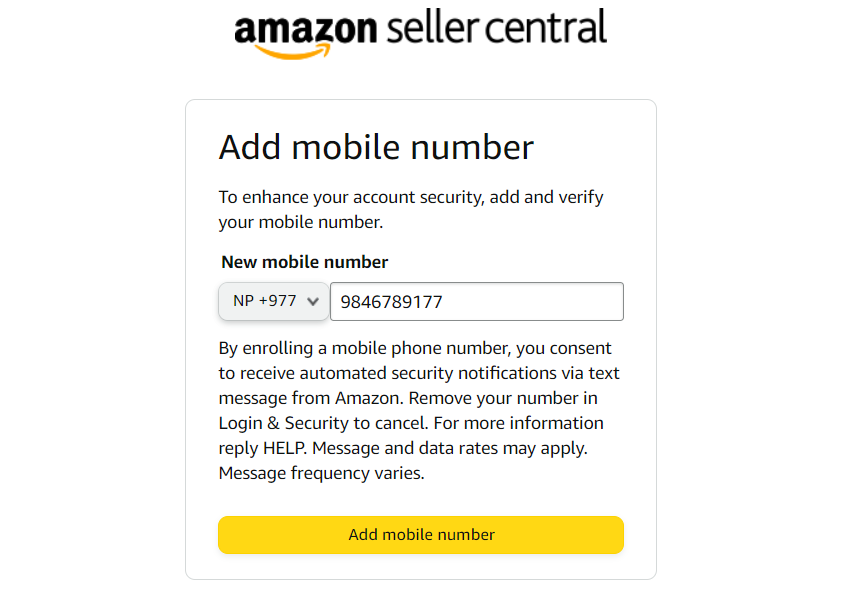 amazon seller central
Add mobile number
To enhance your account security, add and verify
your mobile number.
New mobile number
NP +977
9846789177
By enrolling a mobile phone number, you consent
to receive automated security notifications via text
message from Amazon. Remove your number in
Login & Security to cancel. For more information
reply HELP. Message and data rates may apply.
Message frequency varies.
Add mobile number